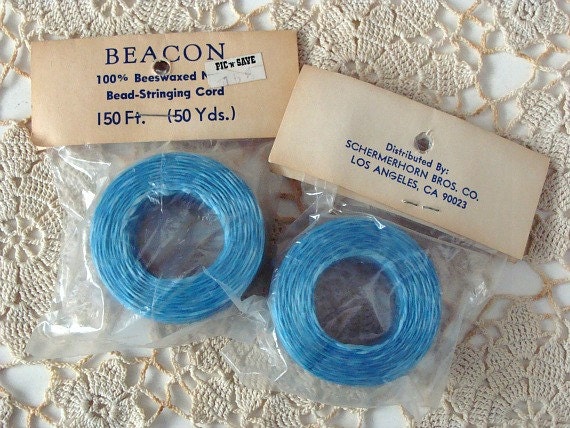 BEACON
PIC 'N' SAVE
100% Beeswaxed
Bead-Stringing Cord
150 Ft. (50 Yds.)
Distributed By:
SCHERMERHORN BROS. CO.
LOS ANGELES, CA 90023